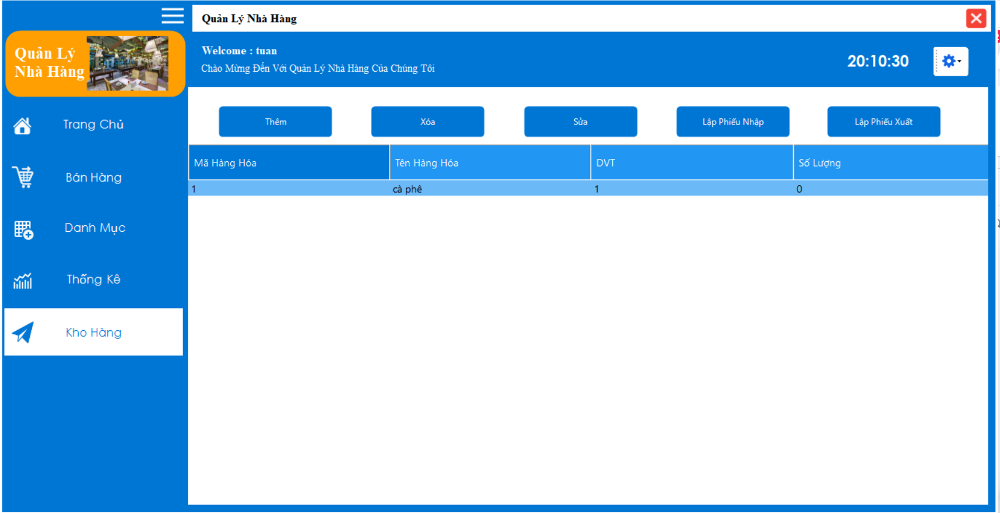 Quản Lý Nhà Hàng
Quản Lý
Nhà Hàng
Welcome : tuan
Chào Mừng Đến Với Quản Lý Nhà Hàng Của Chúng Tôi
20:10:30
Trang Chủ
Bán Hàng
Danh Mục
Thống Kê
Kho Hàng
Thêm Xóa Sửa Lập Phiếu Nhập Lập Phiếu Xuất
Mã Hàng Hóa Tên Hàng Hóa DVT Số Lượng
1 cà phê 1 0